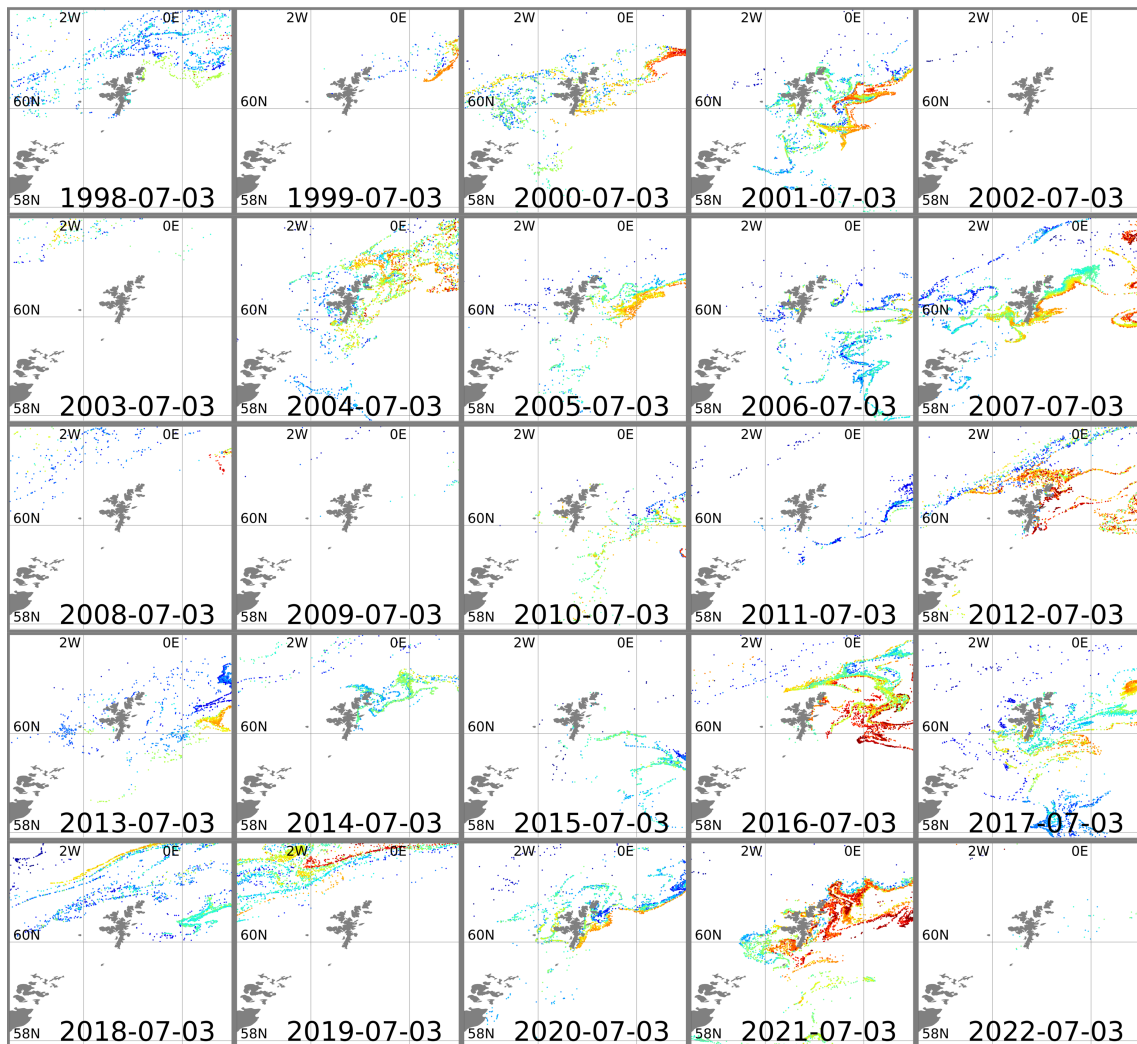 2W 0E 2W 0E 2W 0E 2W 0E 2W 0E
60N 60N 60N 60N 60N
58N 1998-07-03 58N 1999-07-03 58N 2000-07-03 58N 2001-07-03 58N 2002-07-03
2W 0E 2W 0E 2W 0E 2W 0E 2W 0E
60N 60N 60N 60N 60N
58N 2003-07-03 58N 2004-07-03 58N 2005-07-03 58N 2006-07-03 58N 2007-07-03
2W 0E 2W 0E 2W 0E 2W 0E 2W 0E
60N 60N 60N 60N 60N
58N 2008-07-03 58N 2009-07-03 58N 2010-07-03 58N 2011-07-03 58N 2012-07-03
2W 0E 2W 0E 2W 0E 2W 0E 2W 0E
60N 60N 60N 60N 60N
58N 2013-07-03 58N 2014-07-03 58N 2015-07-03 58N 2016-07-03 58N 2017-07-03
2W 0E 2W 0E 2W 0E 2W 0E 2W 0E
60N 60N 60N 60N 60N
58N 2018-07-03 58N 2019-07-03 58N 2020-07-03 58N 2021-07-03 58N 2022-07-03